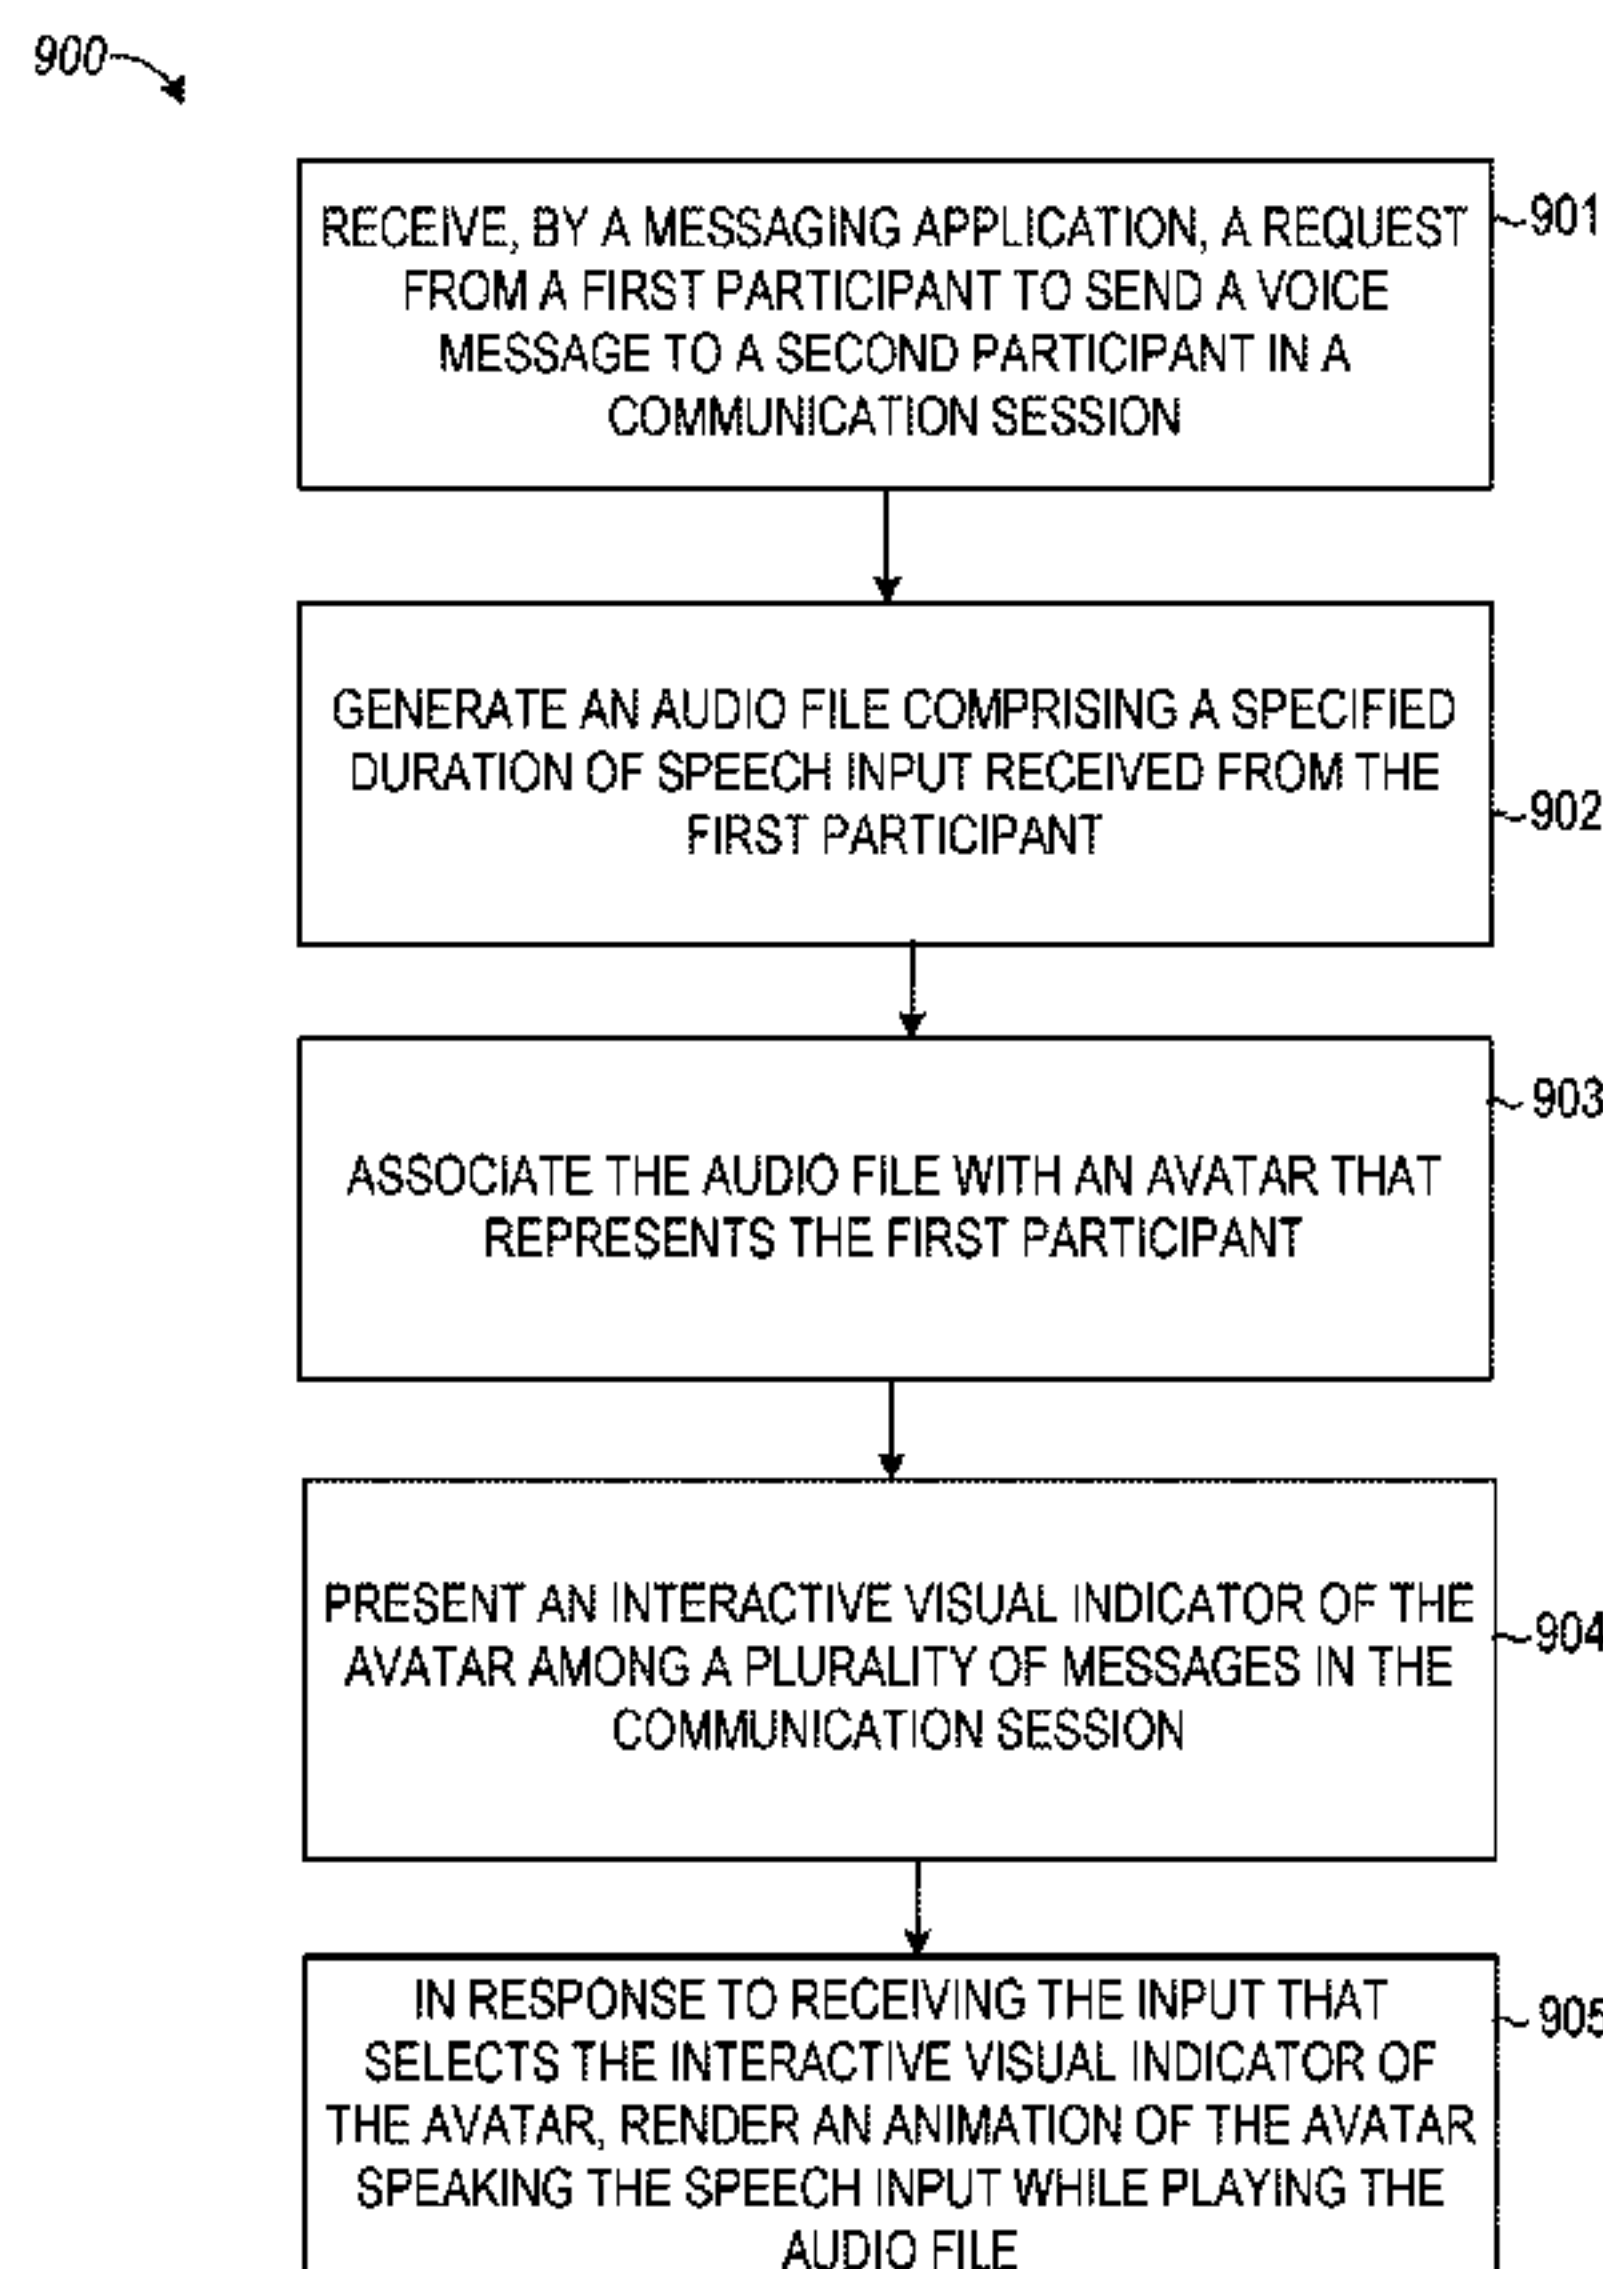 900
RECEIVE, BY A MESSAGING APPLICATION, A REQUEST
FROM A FIRST PARTICIPANT TO SEND A VOICE
MESSAGE TO A SECOND PARTICIPANT IN A
COMMUNICATION SESSION
901
GENERATE AN AUDIO FILE COMPRISING A SPECIFIED
DURATION OF SPEECH INPUT RECEIVED FROM THE
FIRST PARTICIPANT
902
ASSOCIATE THE AUDIO FILE WITH AN AVATAR THAT
REPRESENTS THE FIRST PARTICIPANT
903
PRESENT AN INTERACTIVE VISUAL INDICATOR OF THE
AVATAR AMONG A PLURALITY OF MESSAGES IN THE
COMMUNICATION SESSION
904
IN RESPONSE TO RECEIVING THE INPUT THAT
SELECTS THE INTERACTIVE VISUAL INDICATOR OF
THE AVATAR, RENDER AN ANIMATION OF THE AVATAR
SPEAKING THE SPEECH INPUT WHILE PLAYING THE
AUDIO FILE
905